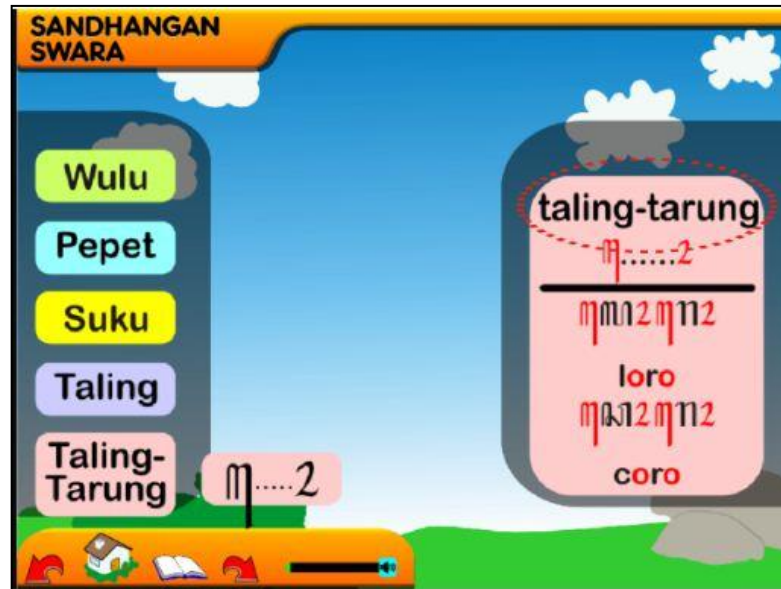 SANDHANGAN
SWARA
Wulu
Pepet
Suku
Taling
Taling-
Tarung
ꦺ.....ꦴ
taling-tarung
ꦺ......ꦴ
ꦭꦺꦴꦫꦺꦴ
loro
ꦕꦺꦴꦫꦺꦴ
coro